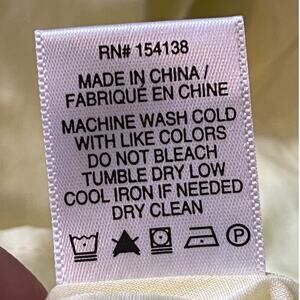 RN# 154138
MADE IN CHINA /
FABRIQUÉ EN CHINE
MACHINE WASH COLD
WITH LIKE COLORS
DO NOT BLEACH
TUMBLE DRY LOW
COOL IRON IF NEEDED
DRY CLEAN
P